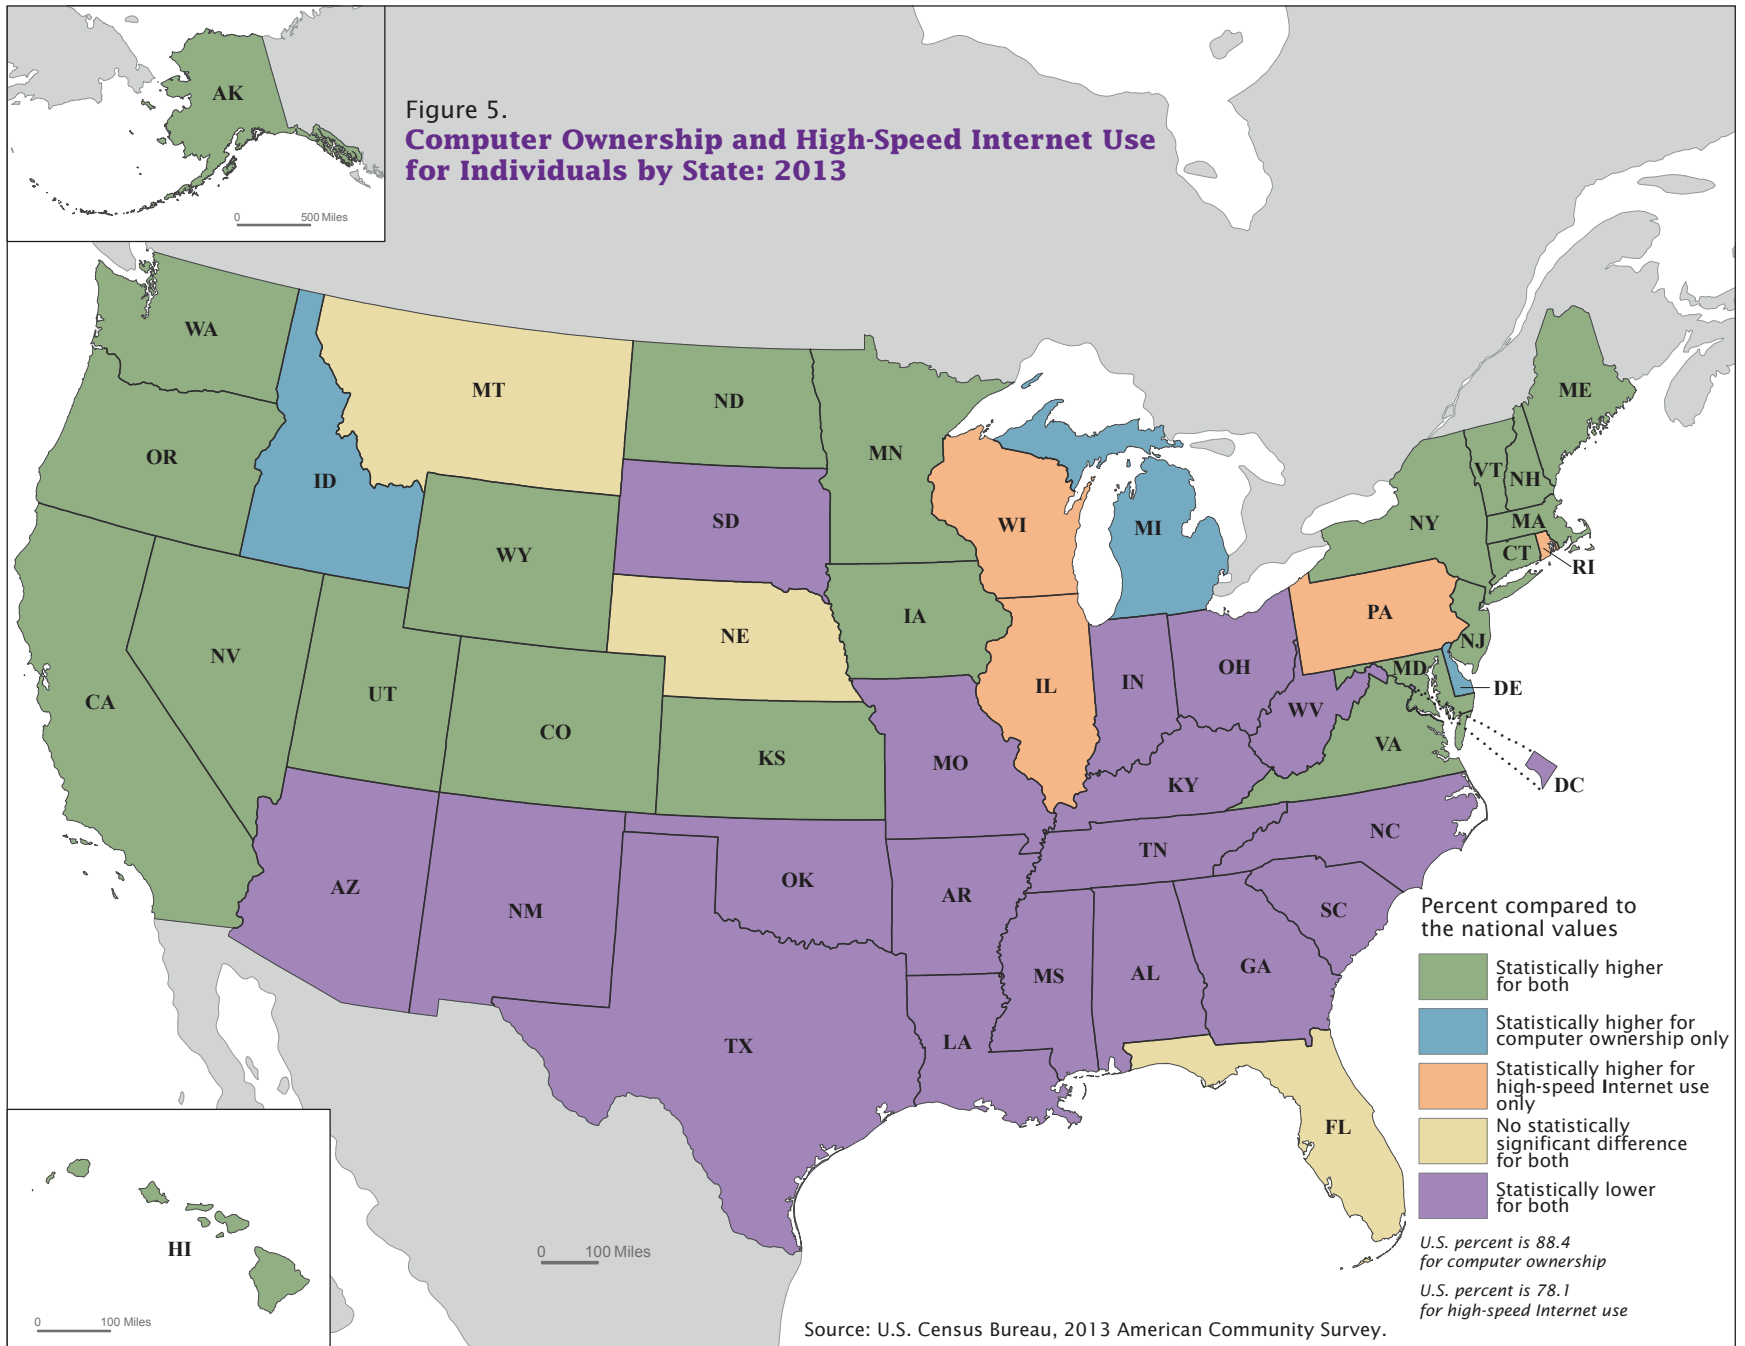 AK
0 500 Miles
Figure 5.
Computer Ownership and High-Speed Internet Use
for Individuals by State: 2013
WA
MT
ND
MN
ME
OR
ID
SD
WI
MI
VT
NH
NY
MA
CT
RI
WY
IA
NE
PA
NJ
NV
UT
CA
CO
KS
IL
IN
OH
MD
DE
WV
VA
MO
KY
DC
AZ
NM
OK
AR
TN
NC
SC
MS
AL
GA
TX
LA
FL
HI
0 100 Miles
0 100 Miles
Percent compared to
the national values
Statistically higher
for both
Statistically higher for
computer ownership only
Statistically higher for
high-speed Internet use
only
No statistically
significant difference
for both
Statistically lower
for both
U.S. percent is 88.4
for computer ownership
U.S. percent is 78.1
for high-speed Internet use
Source: U.S. Census Bureau, 2013 American Community Survey.